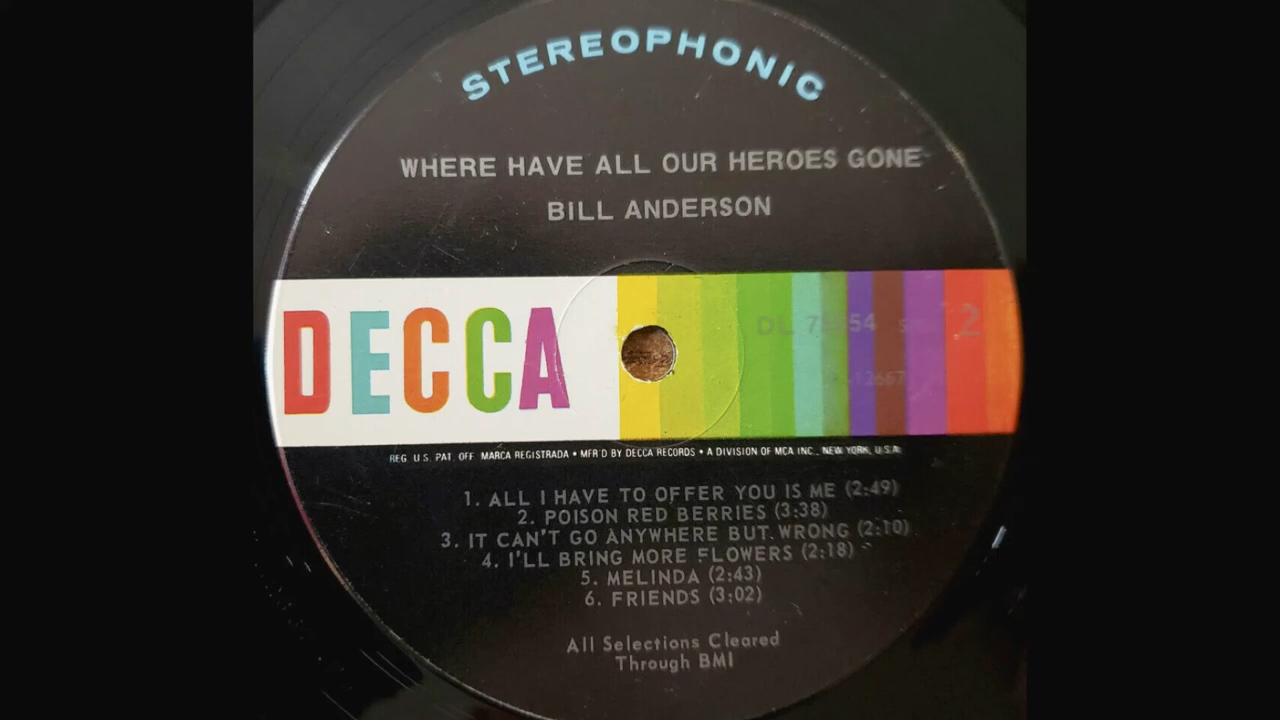 STEREOPHONIC
WHERE HAVE ALL OUR HEROES GONE
BILL ANDERSON
DECCA
DL
2
REG. U.S. PAT. OFF. MARCA REGISTRADA • MFR'D BY DECCA RECORDS • A DIVISION OF MCA INC., NEW YORK, U.S.A.
1. ALL I HAVE TO OFFER YOU IS ME (2:49)
2. POISON RED BERRIES (3:38)
3. IT CAN'T GO ANYWHERE BUT WRONG (2:10)
4. I'LL BRING MORE FLOWERS (2:18)
5. MELINDA (2:43)
6. FRIENDS (3:02)
All Selections Cleared
Through BMI